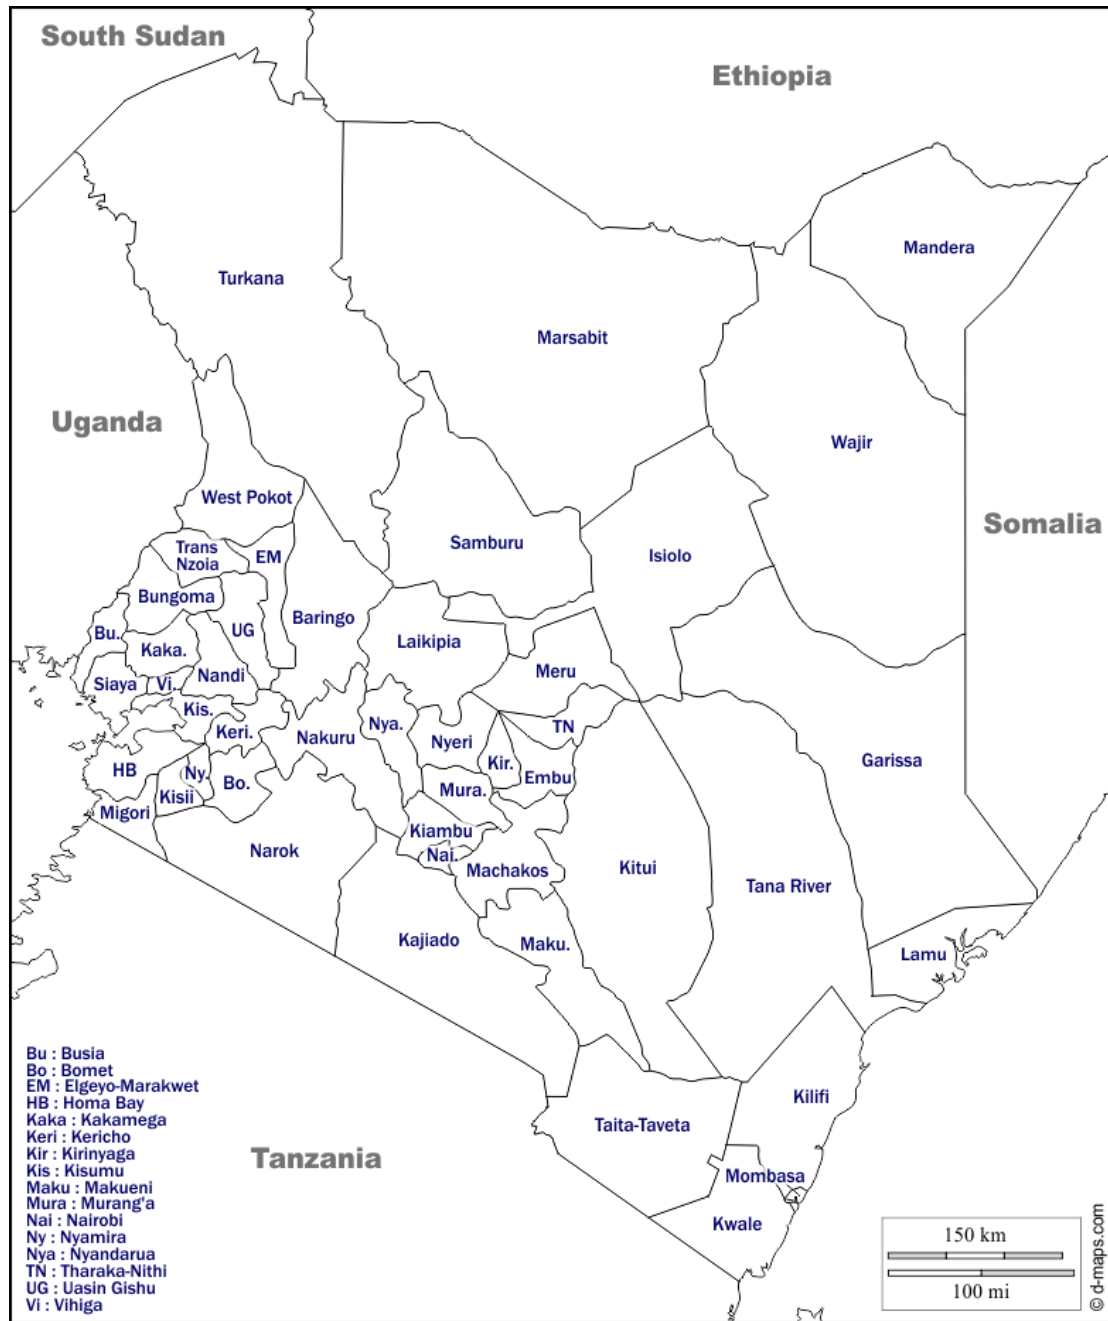 South Sudan
Ethiopia
Mandera
Turkana
Marsabit
Uganda
Wajir
West Pokot
Somalia
Trans
Nzoia
EM
Samburu
Isiolo
Bungoma
Baringo
Bu.
UG
Kaka.
Laikipia
Siaya
Vi.
Nandi
Meru
Kis.
Keri.
Nakuru
Nya.
Nyeri
TN
HB
Ny.
Bo.
Kir.
Embu
Garissa
Kisii
Mura.
Migori
Kiambu
Narok
Nai.
Machakos
Kitui
Tana River
Kajiado
Maku.
Lamu
Kilifi
Taita-Taveta
Mombasa
Kwale
Tanzania
Bu : Busia
Bo : Bomet
EM : Elgeyo-Marakwet
HB : Homa Bay
Kaka : Kakamega
Keri : Kericho
Kir : Kirinyaga
Kis : Kisumu
Maku : Makueni
Mura : Murang'a
Nai : Nairobi
Ny : Nyamira
Nya : Nyandarua
TN : Tharaka-Nithi
UG : Uasin Gishu
Vi : Vihiga
150 km
100 mi
© d-maps.com